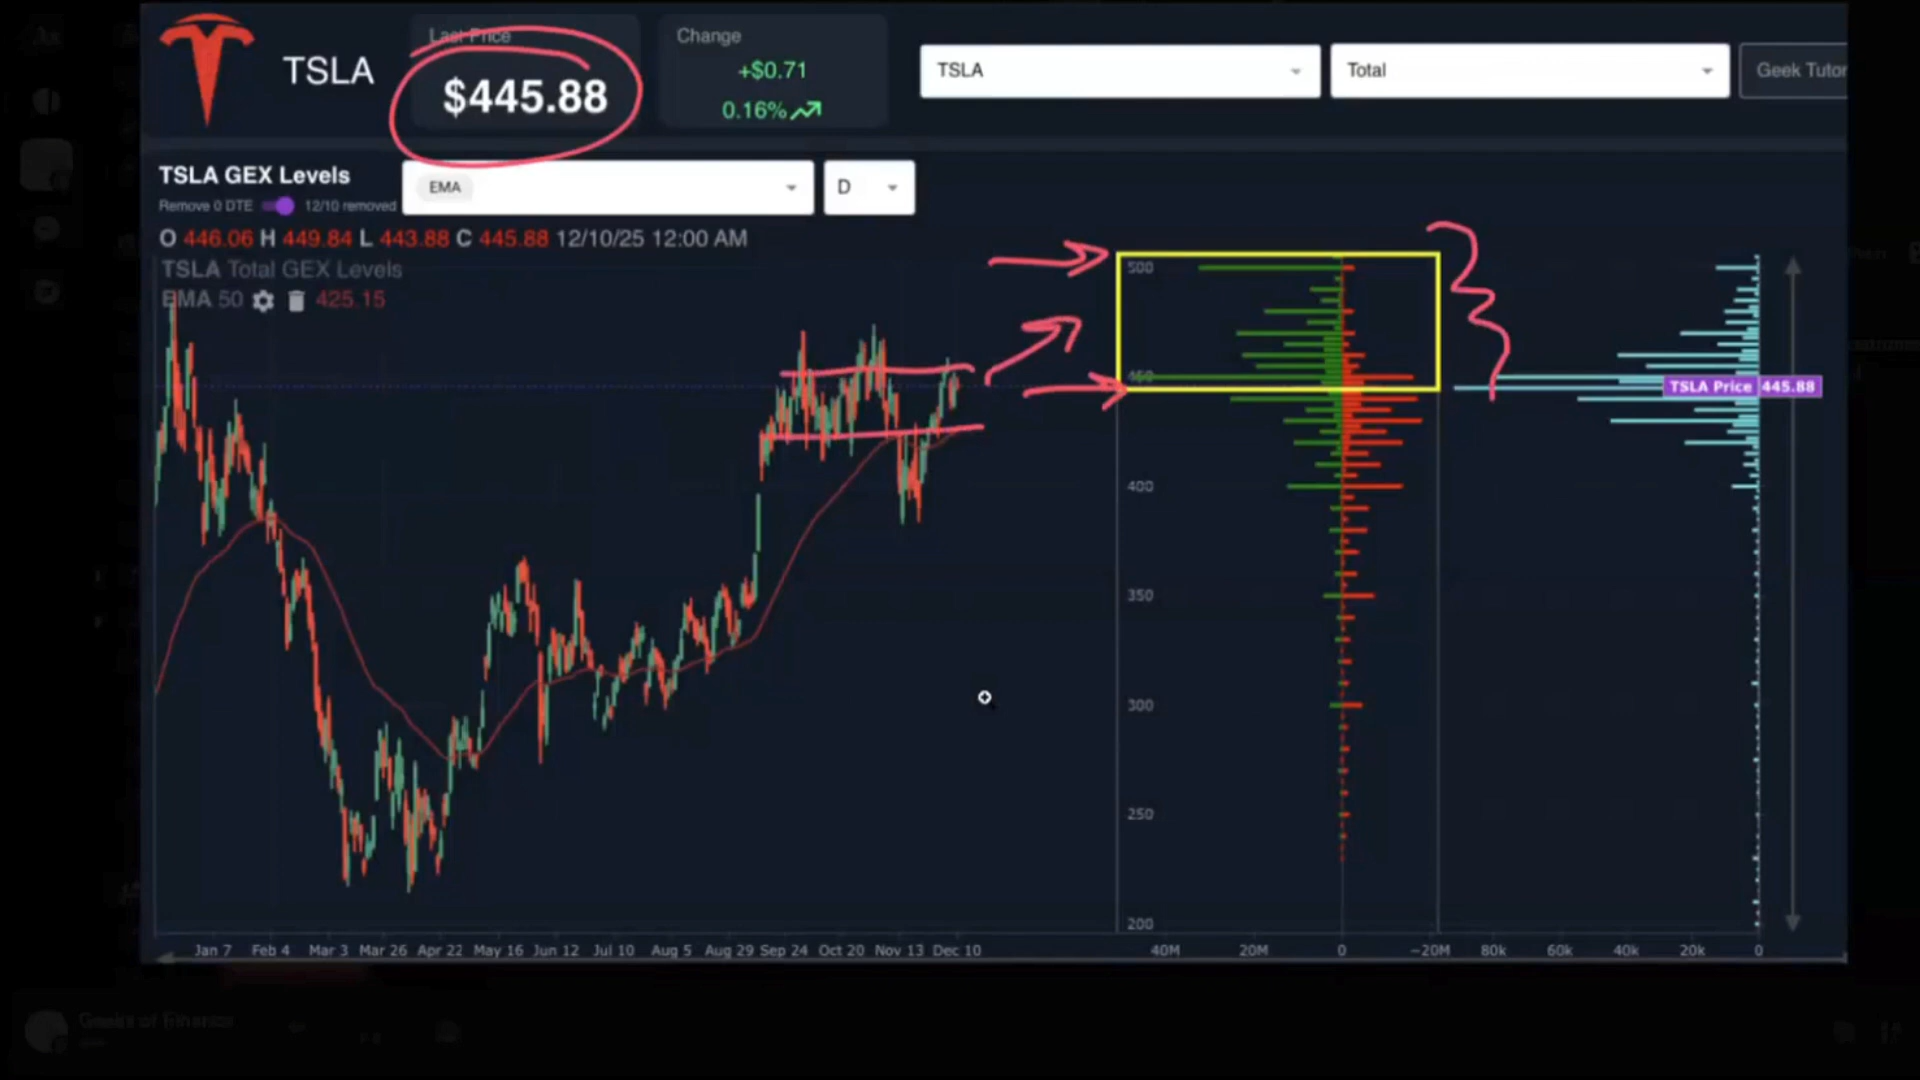 TSLA
Last Price
$445.88
Change
+$0.71
0.16%
TSLA
Total
Geek Tutor
TSLA GEX Levels
EMA
D
Remove 0 DTE
12/10 removed
O 446.06 H 449.84 L 443.88 C 445.88 12/10/25 12:00 AM
TSLA Total GEX Levels
EMA 50 425.15
500
450
400
350
300
250
200
TSLA Price 445.88
Jan 7 Feb 4 Mar 3 Mar 26 Apr 22 May 16 Jun 12 Jul 10 Aug 5 Aug 29 Sep 24 Oct 20 Nov 13 Dec 10
40M 20M 0 −20M 80k 60k 40k 20k 0
Geeks of Finance